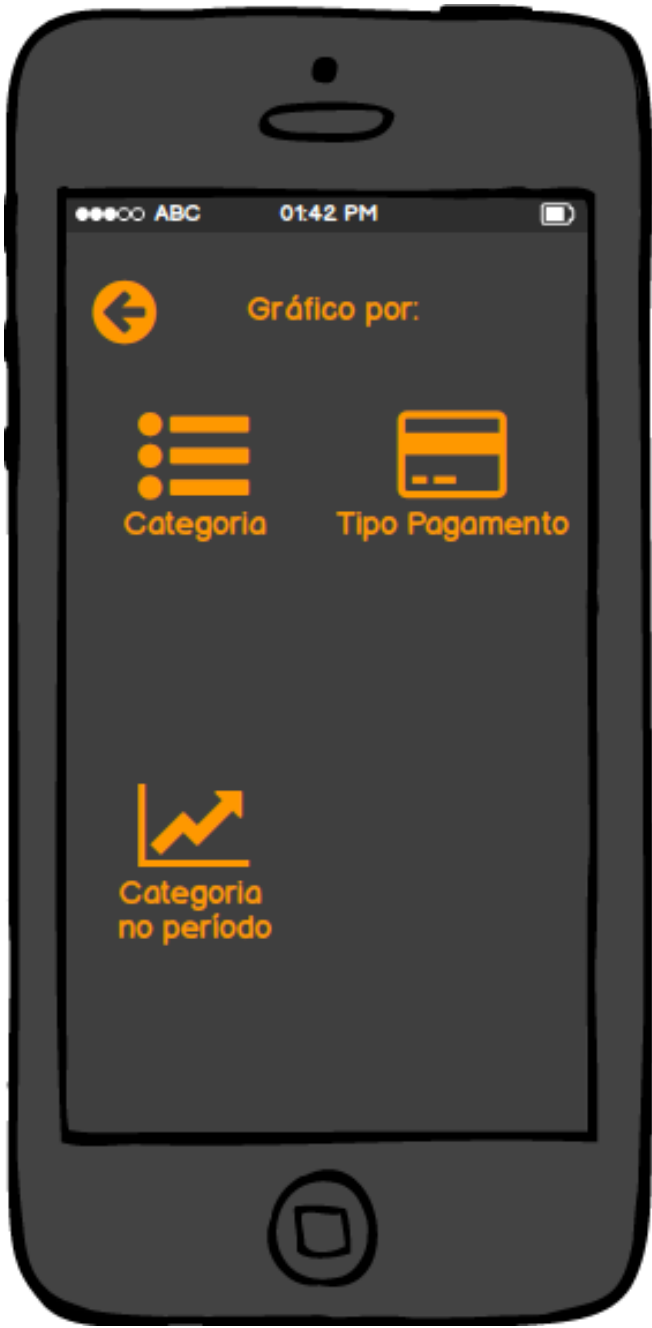 ABC 01:42 PM
Gráfico por:
Categoria Tipo Pagamento
Categoria
no período